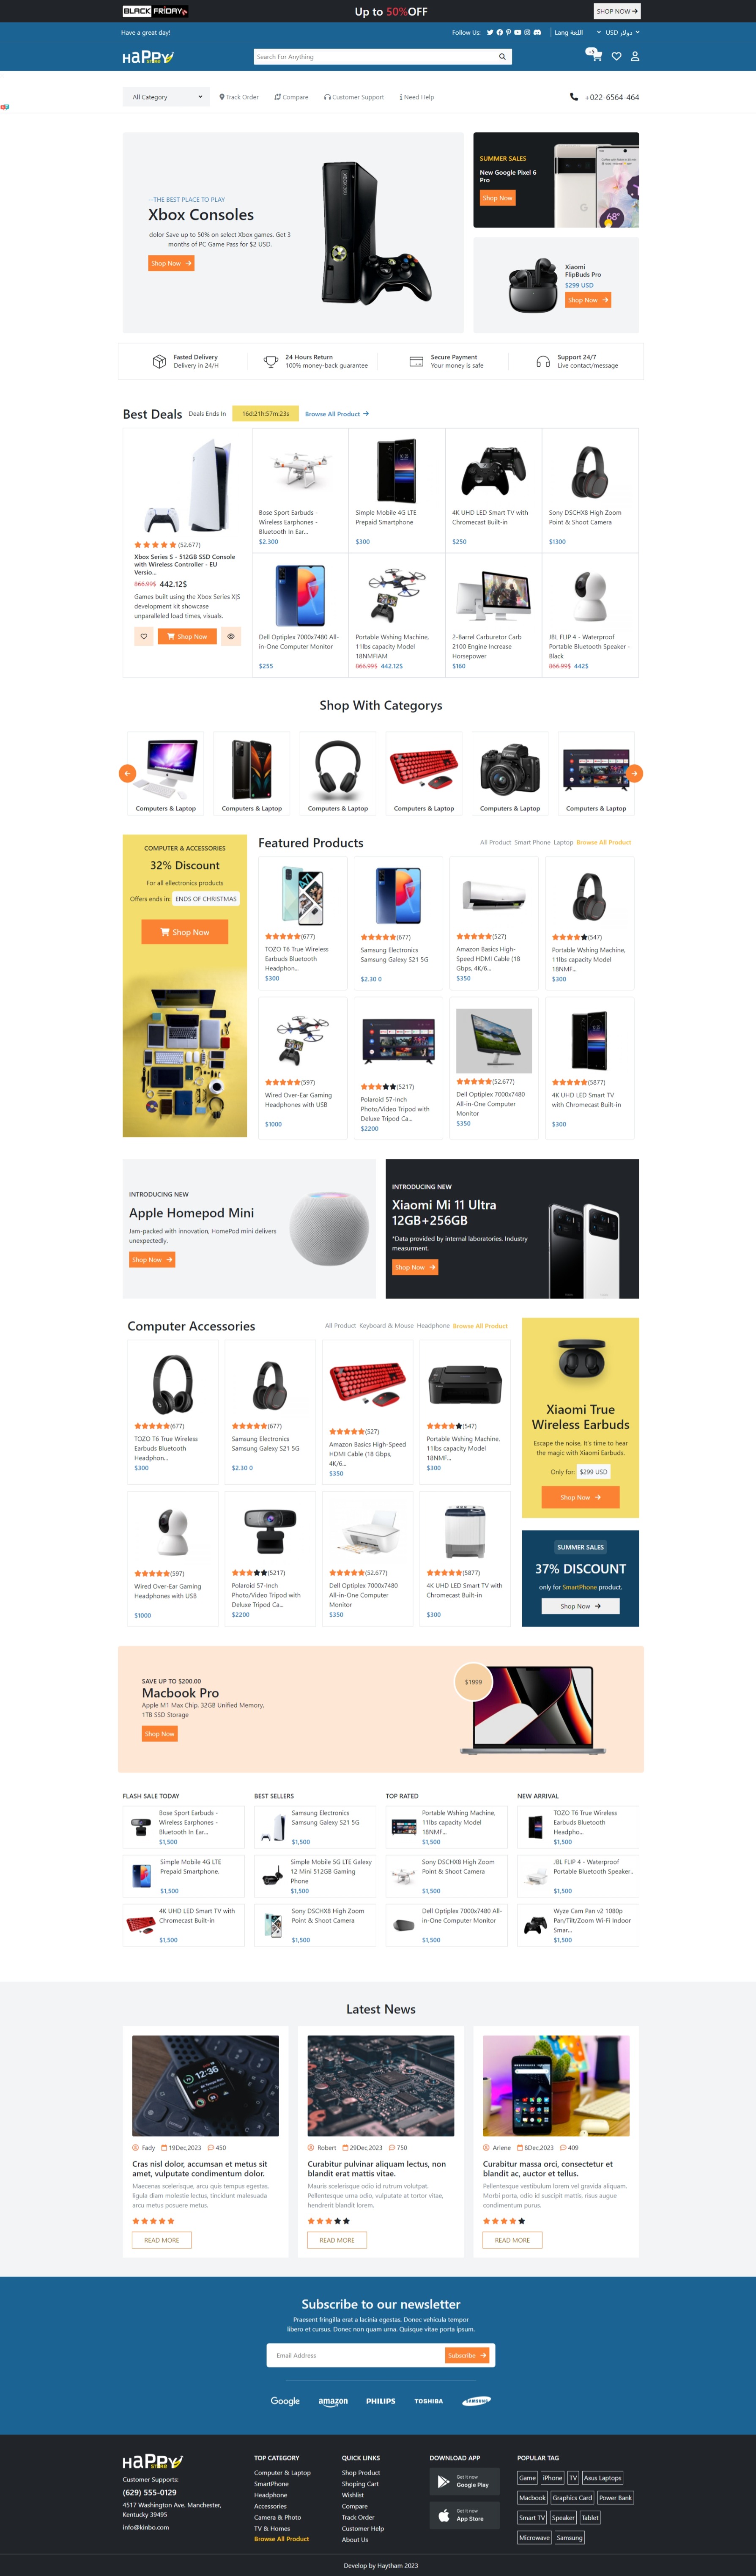 BLACK FRIDAY
Up to 50%OFF
SHOP NOW
Have a great day!
Follow Us:
Lang اللغة
USD دولار
HAPPY
STORE
Search For Anything
+5
All Category
Track Order
Compare
Customer Support
Need Help
+022-6564-464
--THE BEST PLACE TO PLAY
Xbox Consoles
dolor Save up to 50% on select Xbox games. Get 3
months of PC Game Pass for $2 USD.
Shop Now
SUMMER SALES
New Google Pixel 6
Pro
Shop Now
68°
Xiaomi
FlipBuds Pro
$299 USD
Shop Now
Fasted Delivery
Delivery in 24/H
24 Hours Return
100% money-back guarantee
Secure Payment
Your money is safe
Support 24/7
Live contact/message
Best Deals
Deals Ends In
16d:21h:57m:23s
Browse All Product
(52.677)
Xbox Series S - 512GB SSD Console
with Wireless Controller - EU
Versio...
866.99$ 442.12$
Games built using the Xbox Series X|S
development kit showcase
unparalleled load times, visuals.
Shop Now
Bose Sport Earbuds -
Wireless Earphones -
Bluetooth In Ear...
$2.300
Simple Mobile 4G LTE
Prepaid Smartphone
$300
4K UHD LED Smart TV with
Chromecast Built-in
$250
Sony DSCHX8 High Zoom
Point & Shoot Camera
$1300
Dell Optiplex 7000x7480 All-
in-One Computer Monitor
$255
Portable Wshing Machine,
11lbs capacity Model
18NMFIAM
866.99$ 442.12$
2-Barrel Carburetor Carb
2100 Engine Increase
Horsepower
$160
JBL FLIP 4 - Waterproof
Portable Bluetooth Speaker -
Black
866.99$ 442$
Shop With Categorys
Computers & Laptop
Computers & Laptop
Computers & Laptop
Computers & Laptop
Computers & Laptop
Computers & Laptop
COMPUTER & ACCESSORIES
32% Discount
For all ellectronics products
Offers ends in: ENDS OF CHRISTMAS
Shop Now
Featured Products
All Product Smart Phone Laptop Browse All Product
(677)
TOZO T6 True Wireless
Earbuds Bluetooth
Headphon...
$300
(677)
Samsung Electronics
Samsung Galexy S21 5G
$2.30 0
(527)
Amazon Basics High-
Speed HDMI Cable (18
Gbps, 4K/6...
$350
(547)
Portable Wshing Machine,
11lbs capacity Model
18NMF...
$300
(597)
Wired Over-Ear Gaming
Headphones with USB
$1000
(5217)
Polaroid 57-Inch
Photo/Video Tripod with
Deluxe Tripod Ca...
$2200
(52.677)
Dell Optiplex 7000x7480
All-in-One Computer
Monitor
$350
(5877)
4K UHD LED Smart TV
with Chromecast Built-in
$300
INTRODUCING NEW
Apple Homepod Mini
Jam-packed with innovation, HomePod mini delivers
unexpectedly.
Shop Now
INTRODUCING NEW
Xiaomi Mi 11 Ultra
12GB+256GB
*Data provided by internal laboratories. Industry
measurment.
Shop Now
Computer Accessories
All Product Keyboard & Mouse Headphone Browse All Product
(677)
TOZO T6 True Wireless
Earbuds Bluetooth
Headphon...
$300
(677)
Samsung Electronics
Samsung Galexy S21 5G
$2.30 0
(527)
Amazon Basics High-Speed
HDMI Cable (18 Gbps,
4K/6...
$350
(547)
Portable Wshing Machine,
11lbs capacity Model
18NMF...
$300
(597)
Wired Over-Ear Gaming
Headphones with USB
$1000
(5217)
Polaroid 57-Inch
Photo/Video Tripod with
Deluxe Tripod Ca...
$2200
(52.677)
Dell Optiplex 7000x7480
All-in-One Computer
Monitor
$350
(5877)
4K UHD LED Smart TV with
Chromecast Built-in
$300
Xiaomi True
Wireless Earbuds
Escape the noise, It's time to hear
the magic with Xiaomi Earbuds.
Only for: $299 USD
Shop Now
SUMMER SALES
37% DISCOUNT
only for SmartPhone product.
Shop Now
SAVE UP TO $200.00
Macbook Pro
Apple M1 Max Chip. 32GB Unified Memory,
1TB SSD Storage
Shop Now
$1999
FLASH SALE TODAY
Bose Sport Earbuds -
Wireless Earphones -
Bluetooth In Ear...
$1,500
Simple Mobile 4G LTE
Prepaid Smartphone.
$1,500
4K UHD LED Smart TV with
Chromecast Built-in
$1,500
BEST SELLERS
Samsung Electronics
Samsung Galexy S21 5G
$1,500
Simple Mobile 5G LTE Galexy
12 Mini 512GB Gaming
Phone
$1,500
Sony DSCHX8 High Zoom
Point & Shoot Camera
$1,500
TOP RATED
Portable Wshing Machine,
11lbs capacity Model
18NMF...
$1,500
Sony DSCHX8 High Zoom
Point & Shoot Camera
$1,500
Dell Optiplex 7000x7480 All-
in-One Computer Monitor
$1,500
NEW ARRIVAL
TOZO T6 True Wireless
Earbuds Bluetooth
Headpho...
$1,500
JBL FLIP 4 - Waterproof
Portable Bluetooth Speaker..
$1,500
Wyze Cam Pan v2 1080p
Pan/Tilt/Zoom Wi-Fi Indoor
Smar...
$1,500
Latest News
12:36
Fady 19Dec,2023 450
Cras nisl dolor, accumsan et metus sit
amet, vulputate condimentum dolor.
Maecenas scelerisque, arcu quis tempus egestas,
ligula diam molestie lectus, tincidunt malesuada
arcu metus posuere metus.
READ MORE
Robert 29Dec,2023 750
Curabitur pulvinar aliquam lectus, non
blandit erat mattis vitae.
Mauris scelerisque odio id rutrum volutpat.
Pellentesque urna odio, vulputate at tortor vitae,
hendrerit blandit lorem.
READ MORE
Arlene 8Dec,2023 409
Curabitur massa orci, consectetur et
blandit ac, auctor et tellus.
Pellentesque vestibulum lorem vel gravida aliquam.
Morbi porta, odio id suscipit mattis, risus augue
condimentum purus.
READ MORE
Subscribe to our newsletter
Praesent fringilla erat a lacinia egestas. Donec vehicula tempor
libero et cursus. Donec non quam urna. Quisque vitae porta ipsum.
Email Address
Subscribe
Google
amazon
PHILIPS
TOSHIBA
SAMSUNG
HAPPY
STORE
Customer Supports:
(629) 555-0129
4517 Washington Ave. Manchester,
Kentucky 39495
info@kinbo.com
TOP CATEGORY
Computer & Laptop
SmartPhone
Headphone
Accessories
Camera & Photo
TV & Homes
Browse All Product
QUICK LINKS
Shop Product
Shoping Cart
Wishlist
Compare
Track Order
Customer Help
About Us
DOWNLOAD APP
Get it now
Google Play
Get it now
App Store
POPULAR TAG
Game iPhone TV Asus Laptops
Macbook Graphics Card Power Bank
Smart TV Speaker Tablet
Microwave Samsung
Develop by Haytham 2023